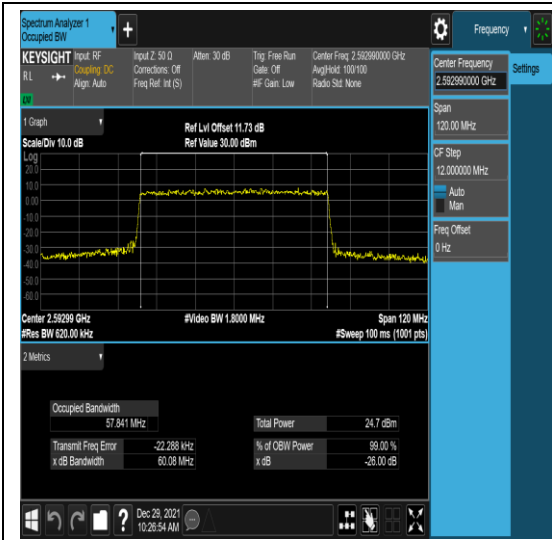 Spectrum Analyzer 1
Occupied BW
Frequency
KEYSIGHT
Input: RF
Input Z: 50 Ω
Atten: 30 dB
Trig: Free Run
Center Freq: 2.592990000 GHz
R L
Coupling: DC
Corrections: Off
Gate: Off
Avg|Hold: 100/100
Align: Auto
Freq Ref: Int (S)
#IF Gain: Low
Radio Std: None
Center Frequency
2.592990000 GHz
Settings
Span
120.00 MHz
CF Step
12.000000 MHz
Auto
Man
Freq Offset
0 Hz
1 Graph
Ref Lvl Offset 11.73 dB
Scale/Div 10.0 dB
Ref Value 30.00 dBm
Log
20.0
10.0
0.00
-10.0
-20.0
-30.0
-40.0
-50.0
-60.0
Center 2.59299 GHz
#Video BW 1.8000 MHz
Span 120 MHz
#Res BW 620.00 kHz
#Sweep 100 ms (1001 pts)
2 Metrics
Occupied Bandwidth
57.841 MHz
Total Power 24.7 dBm
Transmit Freq Error -22.288 kHz
% of OBW Power 99.00 %
x dB Bandwidth 60.08 MHz
x dB -26.00 dB
?
Dec 29, 2021
10:26:54 AM